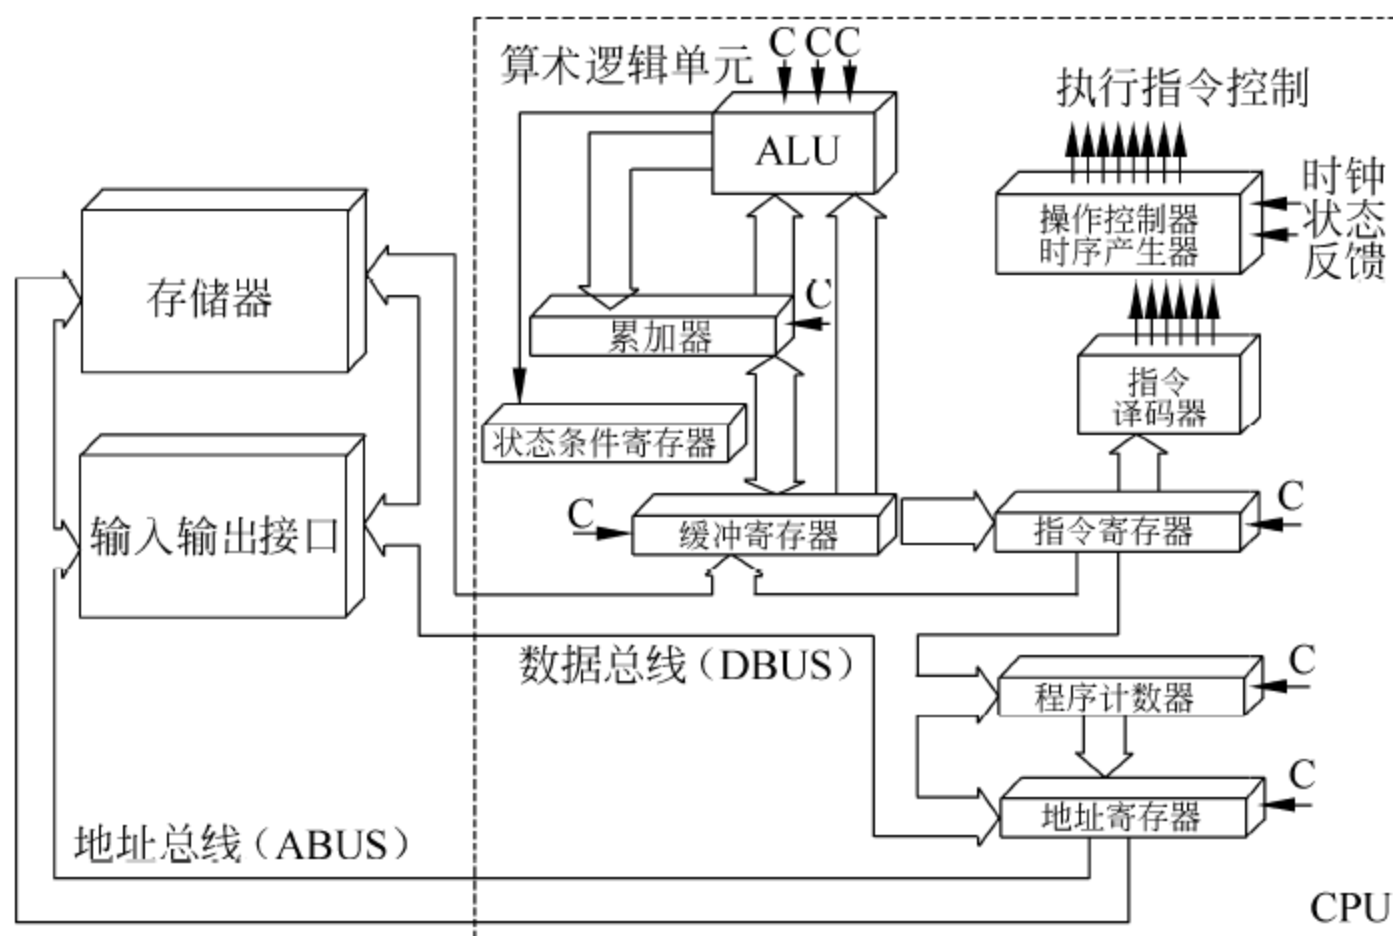 算术逻辑单元
C CC
ALU
执行指令控制
操作控制器
时序产生器
时钟
状态
反馈
存储器
C
累加器
指令
译码器
状态条件寄存器
输入输出接口
C
缓冲寄存器
指令寄存器
C
数据总线（DBUS）
程序计数器
C
地址寄存器
C
地址总线（ABUS）
CPU